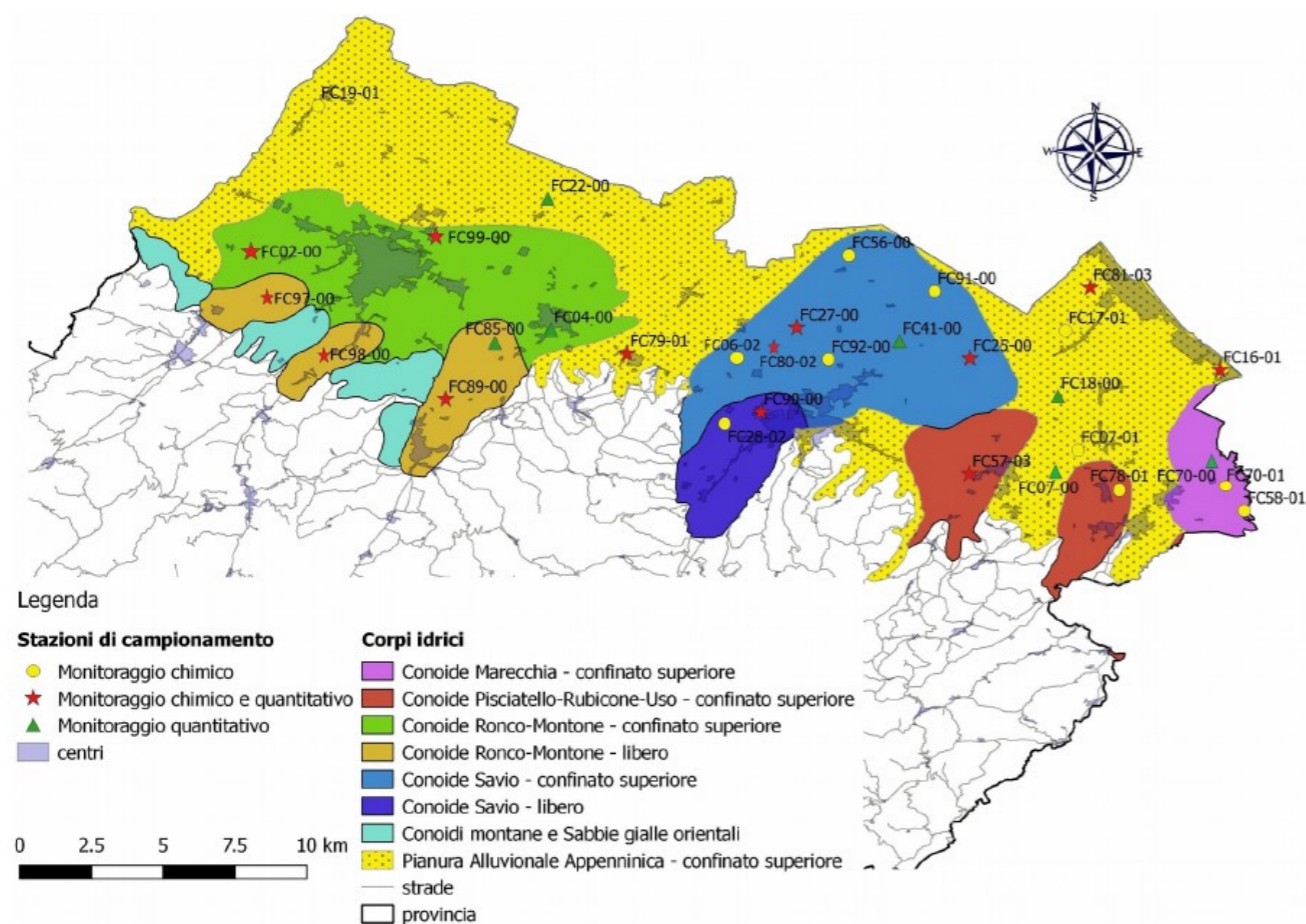 FC19-01
N
W
E
S
FC22-00
FC99-00
FC02-00
FC56-00
FC91-00
FC81-03
FC97-00
FC17-01
FC04-00
FC85-00
FC27-00
FC41-00
FC98-00
FC79-01
FC06-02
FC92-00
FC25-00
FC80-02
FC16-01
FC89-00
FC18-00
FC90-00
FC28-02
FC07-01
FC57-03
FC07-00
FC78-01
FC70-00
FC70-01
FC58-01
Legenda
Stazioni di campionamento
Monitoraggio chimico
Monitoraggio chimico e quantitativo
Monitoraggio quantitativo
centri
0 2.5 5 7.5 10 km
Corpi idrici
Conoide Marecchia - confinato superiore
Conoide Pisciatello-Rubicone-Uso - confinato superiore
Conoide Ronco-Montone - confinato superiore
Conoide Ronco-Montone - libero
Conoide Savio - confinato superiore
Conoide Savio - libero
Conoidi montane e Sabbie gialle orientali
Pianura Alluvionale Appenninica - confinato superiore
strade
provincia